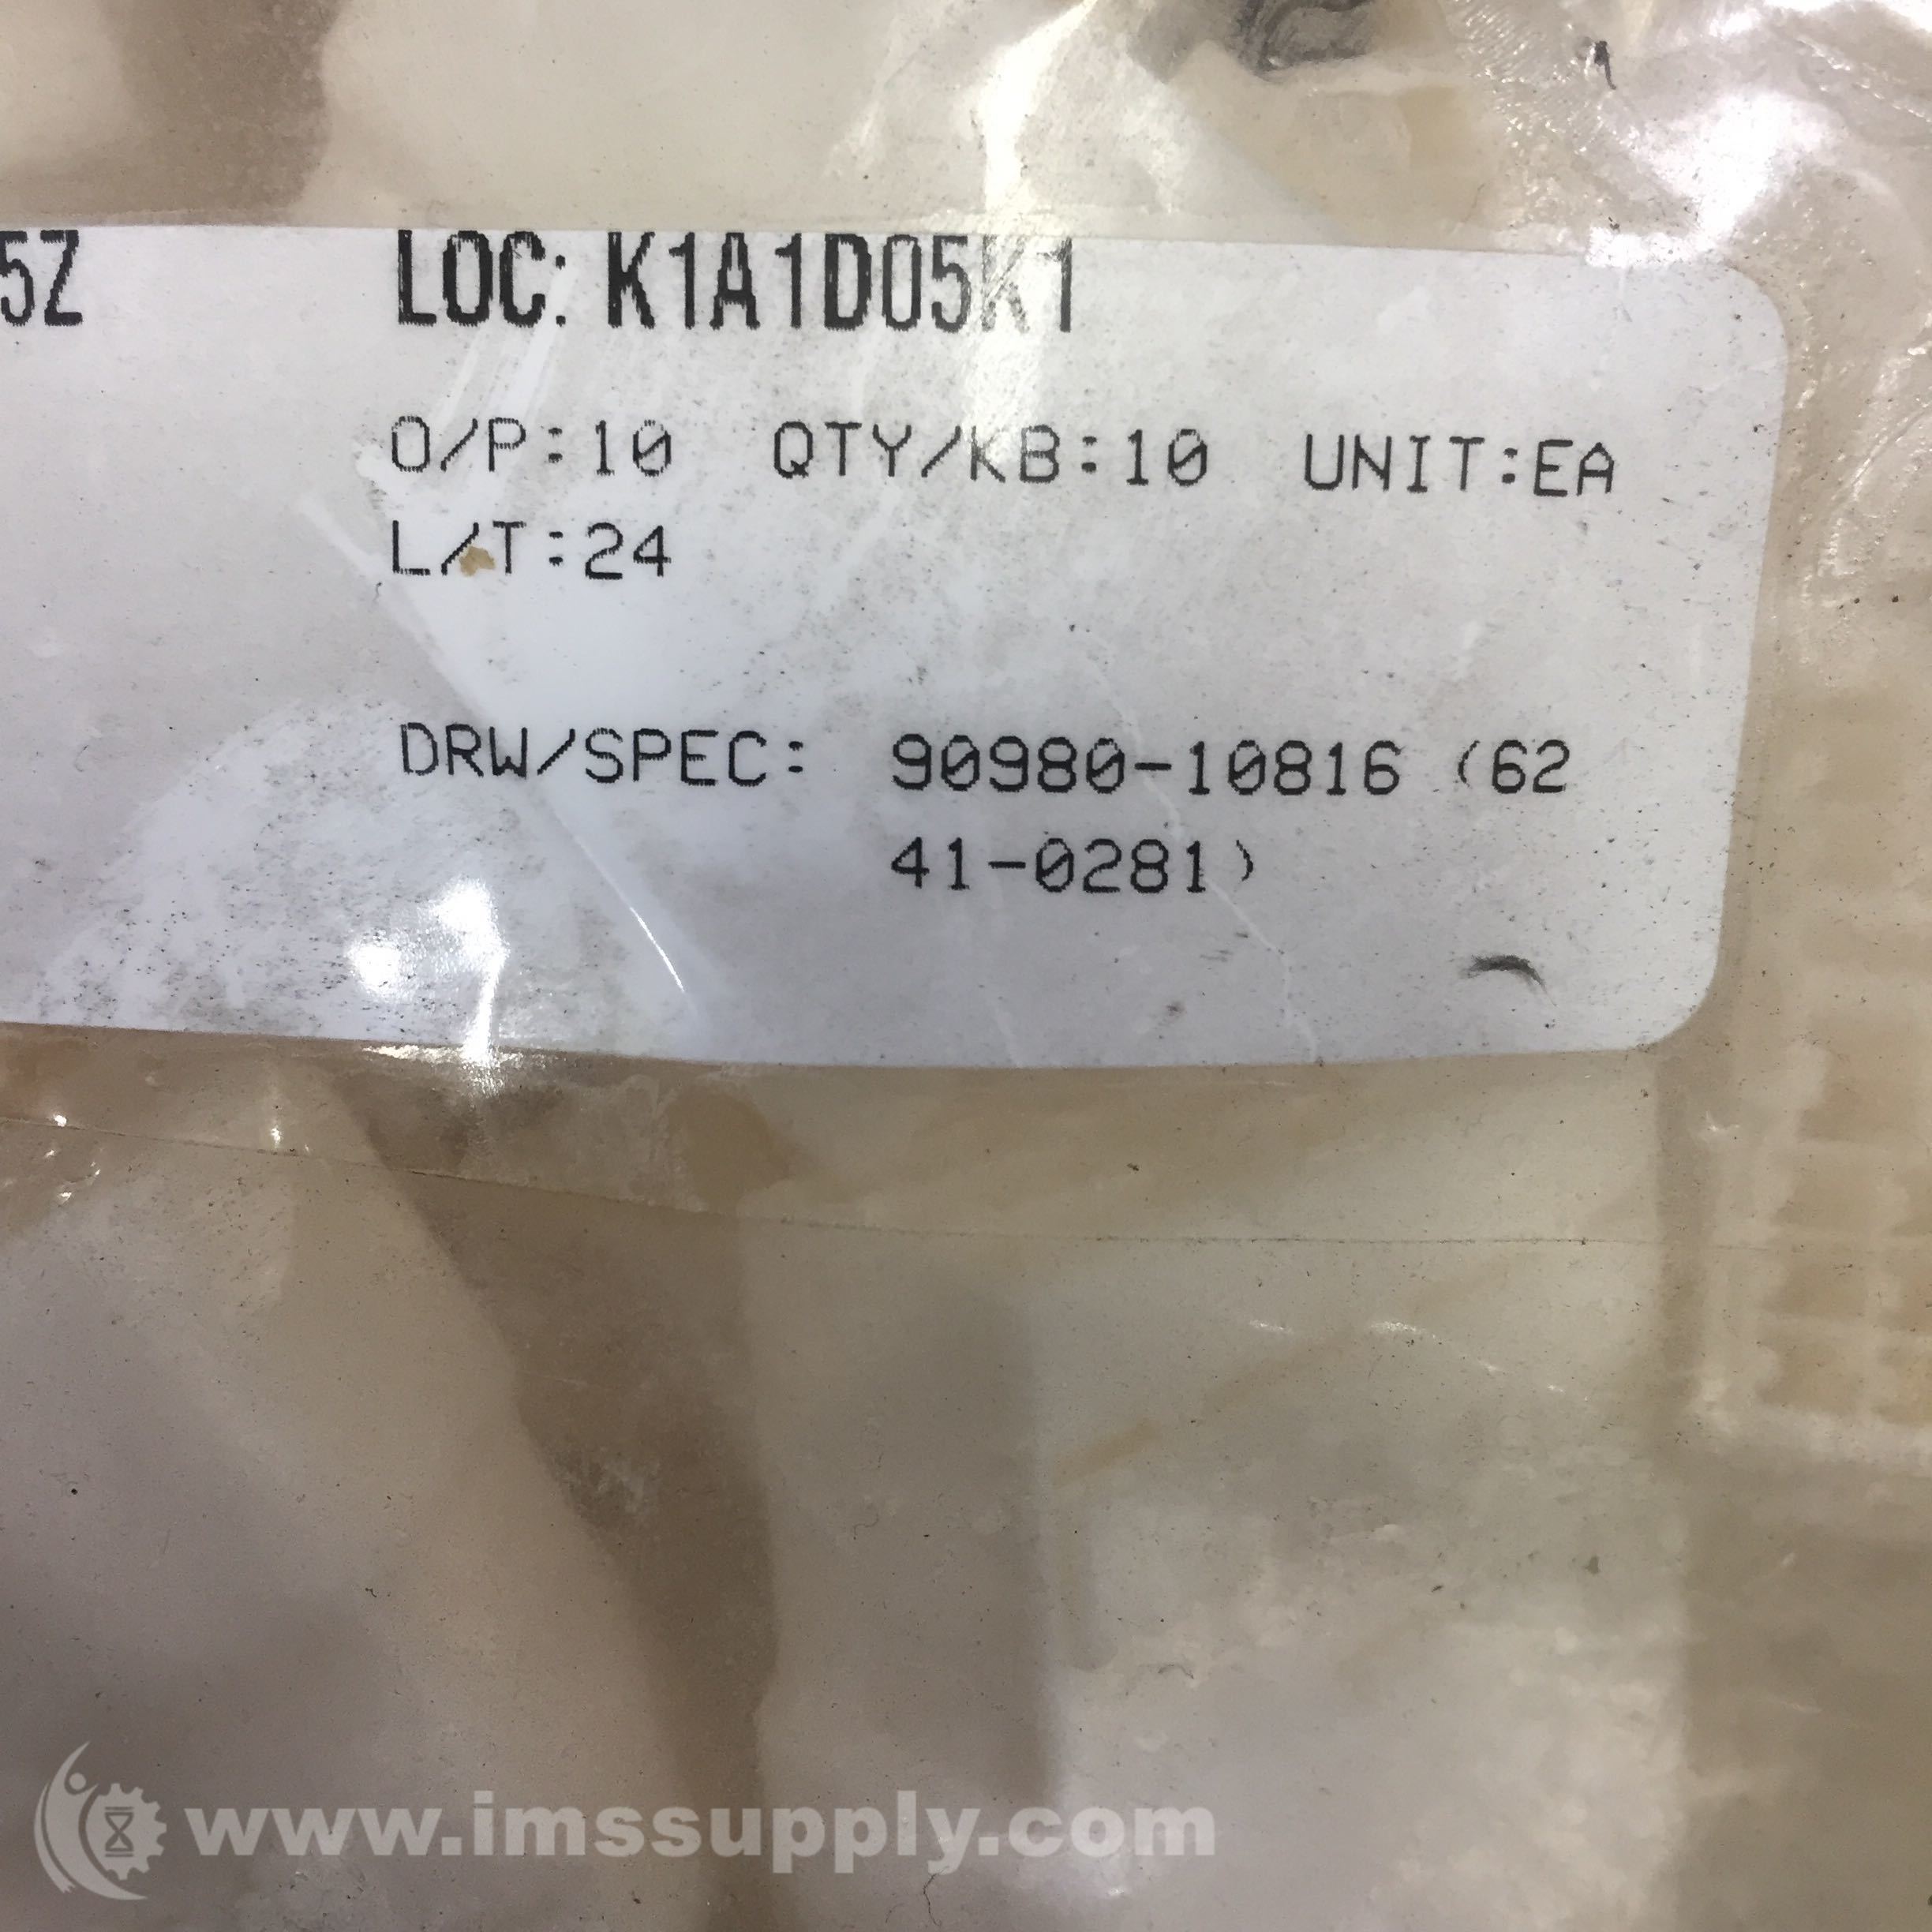 5Z LOC: K1A1D05K1
O/P:10 QTY/KB:10 UNIT:EA
L/T:24
DRW/SPEC: 90980-10816 (62
41-0281)
www.imssupply.com